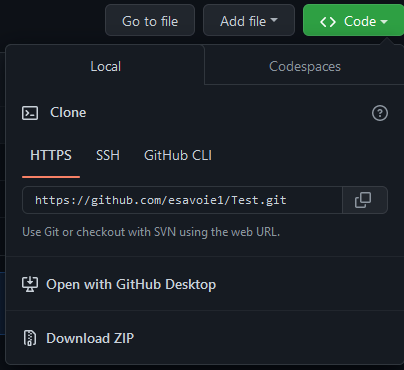 Go to file Add file Code
Local Codespaces
Clone
HTTPS SSH GitHub CLI
https://github.com/esavoie1/Test.git
Use Git or checkout with SVN using the web URL.
Open with GitHub Desktop
Download ZIP